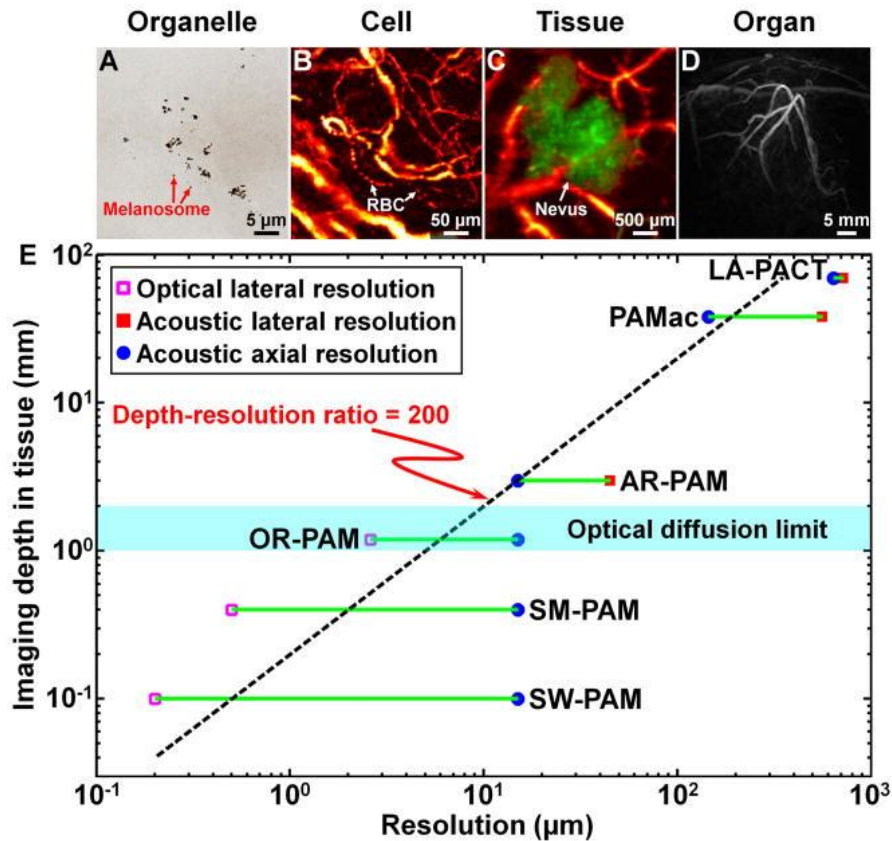 Organelle Cell Tissue Organ
A B C D
Melanosome RBC Nevus
5 µm 50 µm 500 µm 5 mm
E
10² LA-PACT
Optical lateral resolution
Acoustic lateral resolution PAMac
Acoustic axial resolution
10¹
Depth-resolution ratio = 200
AR-PAM
OR-PAM Optical diffusion limit
10⁰
SM-PAM
10⁻¹ SW-PAM
Imaging depth in tissue (mm)
10⁻¹ 10⁰ 10¹ 10² 10³
Resolution (µm)